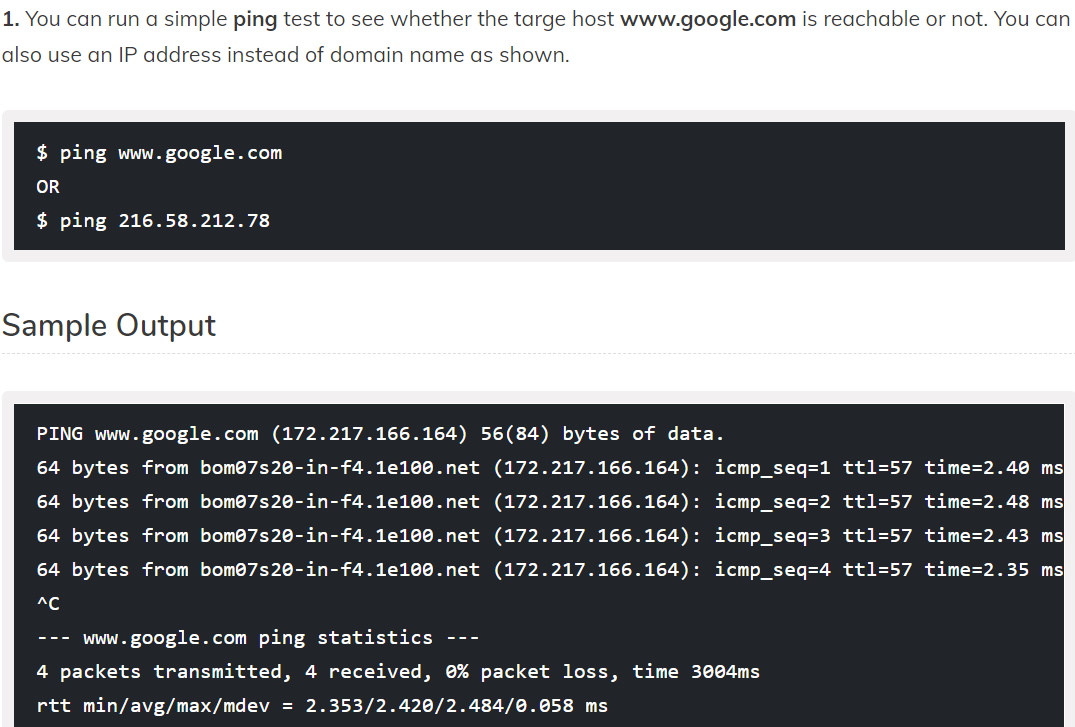 1. You can run a simple ping test to see whether the targe host www.google.com is reachable or not. You can
also use an IP address instead of domain name as shown.
$ ping www.google.com
OR
$ ping 216.58.212.78
Sample Output
PING www.google.com (172.217.166.164) 56(84) bytes of data.
64 bytes from bom07s20-in-f4.1e100.net (172.217.166.164): icmp_seq=1 ttl=57 time=2.40 ms
64 bytes from bom07s20-in-f4.1e100.net (172.217.166.164): icmp_seq=2 ttl=57 time=2.48 ms
64 bytes from bom07s20-in-f4.1e100.net (172.217.166.164): icmp_seq=3 ttl=57 time=2.43 ms
64 bytes from bom07s20-in-f4.1e100.net (172.217.166.164): icmp_seq=4 ttl=57 time=2.35 ms
^C
--- www.google.com ping statistics ---
4 packets transmitted, 4 received, 0% packet loss, time 3004ms
rtt min/avg/max/mdev = 2.353/2.420/2.484/0.058 ms